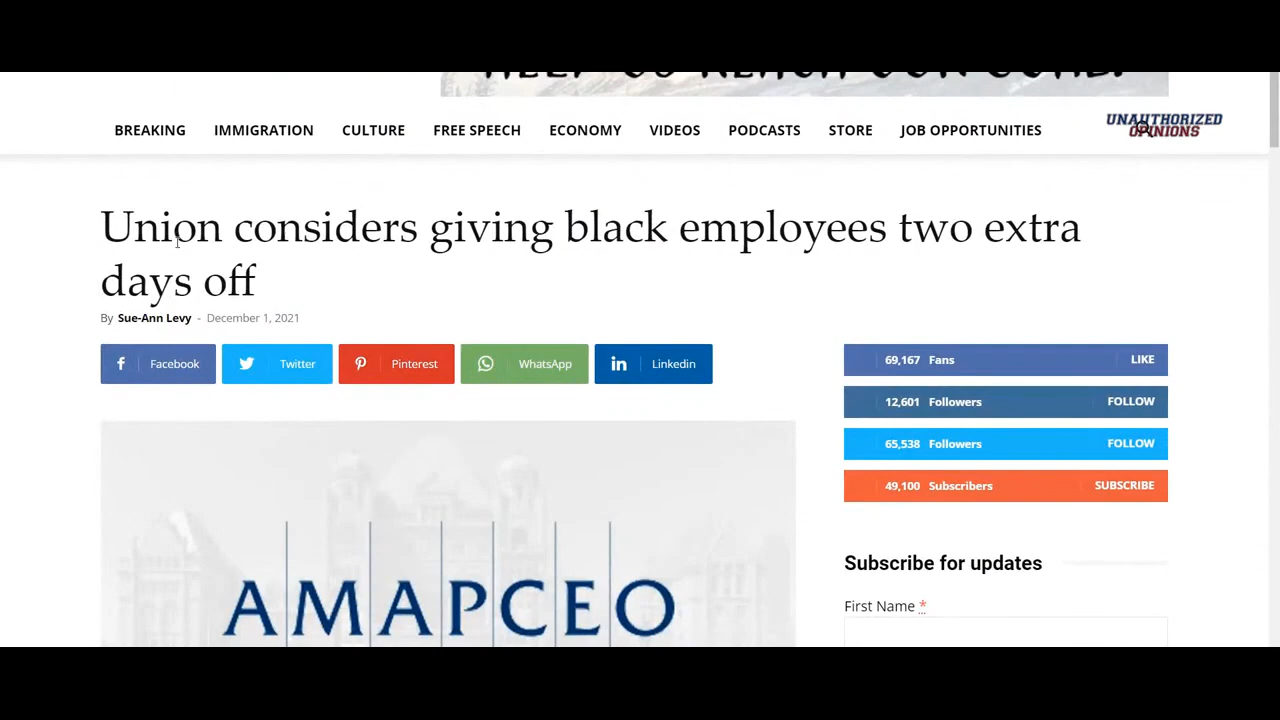 BREAKING IMMIGRATION CULTURE FREE SPEECH ECONOMY VIDEOS PODCASTS STORE JOB OPPORTUNITIES
UNAUTHORIZED
OPINIONS
Union considers giving black employees two extra
days off
By Sue-Ann Levy - December 1, 2021
Facebook Twitter Pinterest WhatsApp Linkedin
69,167 Fans LIKE
12,601 Followers FOLLOW
65,538 Followers FOLLOW
49,100 Subscribers SUBSCRIBE
AMAPCEO
Subscribe for updates
First Name *